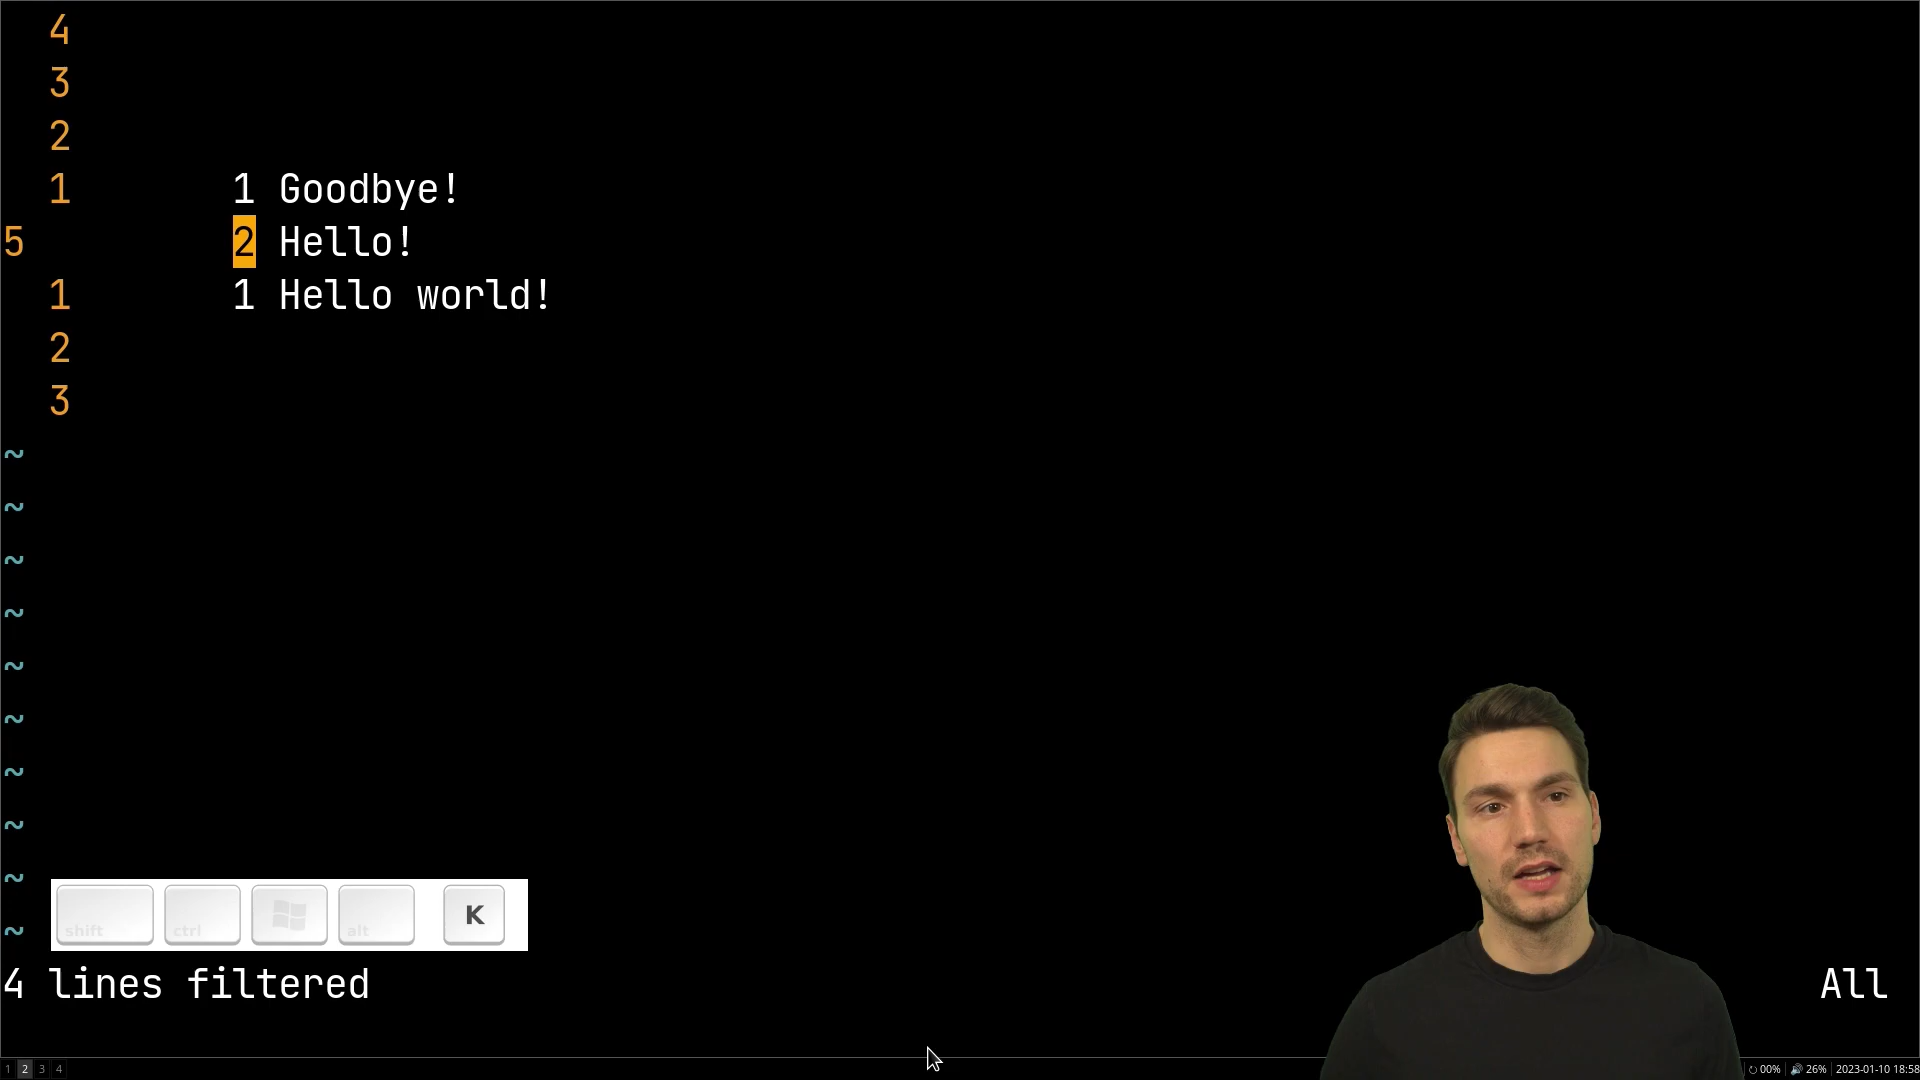 4
3
2
1 1 Goodbye!
5 2 Hello!
1 1 Hello world!
2
3
~
~
~
~
~
~
~
~
~
~
shift ctrl alt K
4 lines filtered All
1 2 3 4 00% 26% 2023-01-10 18:58